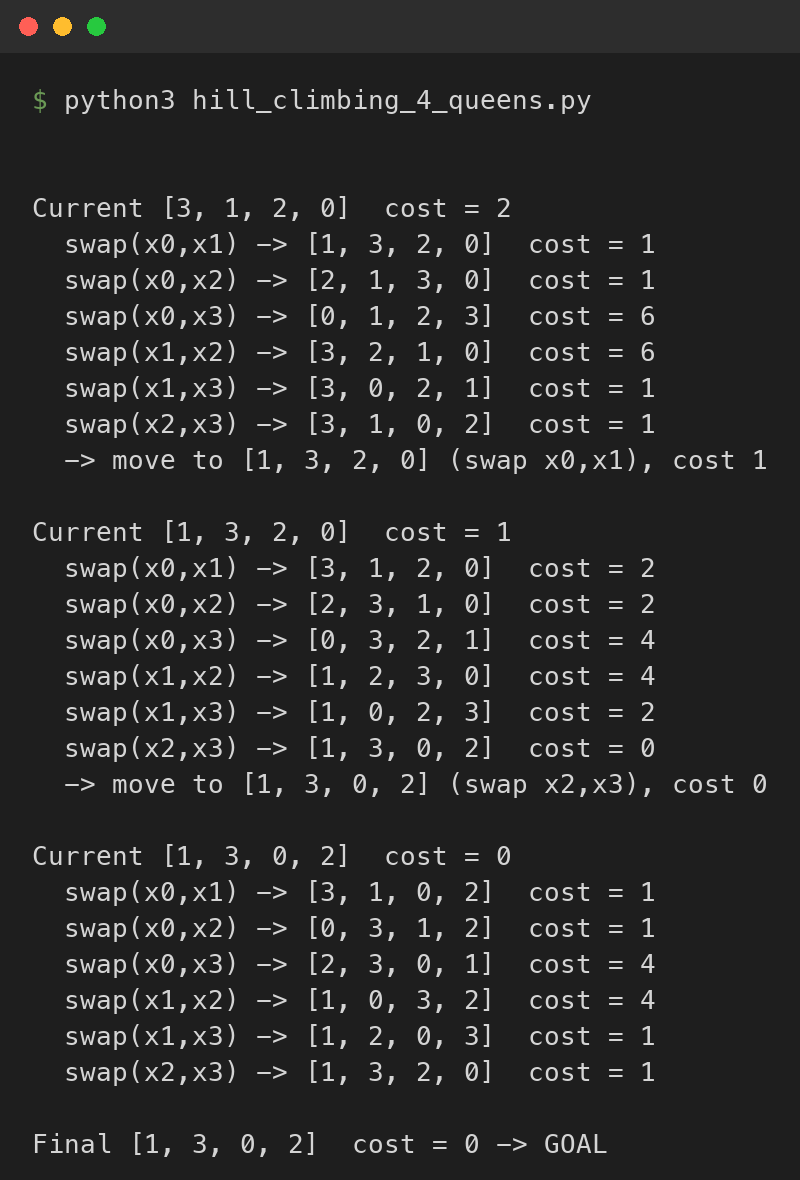 $ python3 hill_climbing_4_queens.py
Current [3, 1, 2, 0]  cost = 2
  swap(x0,x1) −> [1, 3, 2, 0]  cost = 1
  swap(x0,x2) −> [2, 1, 3, 0]  cost = 1
  swap(x0,x3) −> [0, 1, 2, 3]  cost = 6
  swap(x1,x2) −> [3, 2, 1, 0]  cost = 6
  swap(x1,x3) −> [3, 0, 2, 1]  cost = 1
  swap(x2,x3) −> [3, 1, 0, 2]  cost = 1
  −> move to [1, 3, 2, 0] (swap x0,x1), cost 1
Current [1, 3, 2, 0]  cost = 1
  swap(x0,x1) −> [3, 1, 2, 0]  cost = 2
  swap(x0,x2) −> [2, 3, 1, 0]  cost = 2
  swap(x0,x3) −> [0, 3, 2, 1]  cost = 4
  swap(x1,x2) −> [1, 2, 3, 0]  cost = 4
  swap(x1,x3) −> [1, 0, 2, 3]  cost = 2
  swap(x2,x3) −> [1, 3, 0, 2]  cost = 0
  −> move to [1, 3, 0, 2] (swap x2,x3), cost 0
Current [1, 3, 0, 2]  cost = 0
  swap(x0,x1) −> [3, 1, 0, 2]  cost = 1
  swap(x0,x2) −> [0, 3, 1, 2]  cost = 1
  swap(x0,x3) −> [2, 3, 0, 1]  cost = 4
  swap(x1,x2) −> [1, 0, 3, 2]  cost = 4
  swap(x1,x3) −> [1, 2, 0, 3]  cost = 1
  swap(x2,x3) −> [1, 3, 2, 0]  cost = 1
Final [1, 3, 0, 2]  cost = 0 −> GOAL